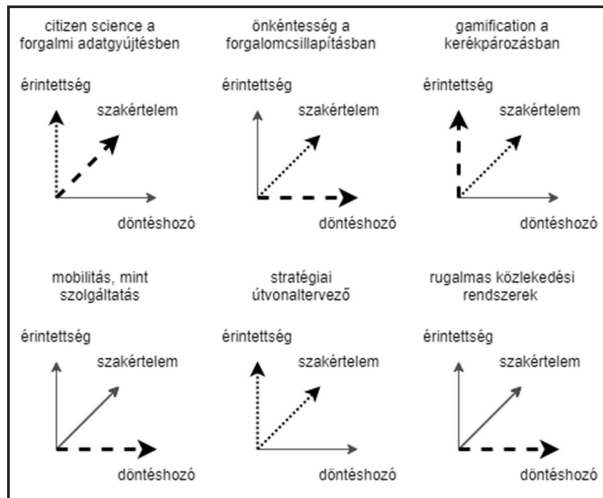 citizen science a
forgalmi adatgyűjtésben
érintettség
szakértelem
döntéshozó
önkéntesség a
forgalomcsillapításban
érintettség
szakértelem
döntéshozó
gamification a
kerékpározásban
érintettség
szakértelem
döntéshozó
mobilitás, mint
szolgáltatás
érintettség
szakértelem
döntéshozó
stratégiai
útvonaltervező
érintettség
szakértelem
döntéshozó
rugalmas közlekedési
rendszerek
érintettség
szakértelem
döntéshozó